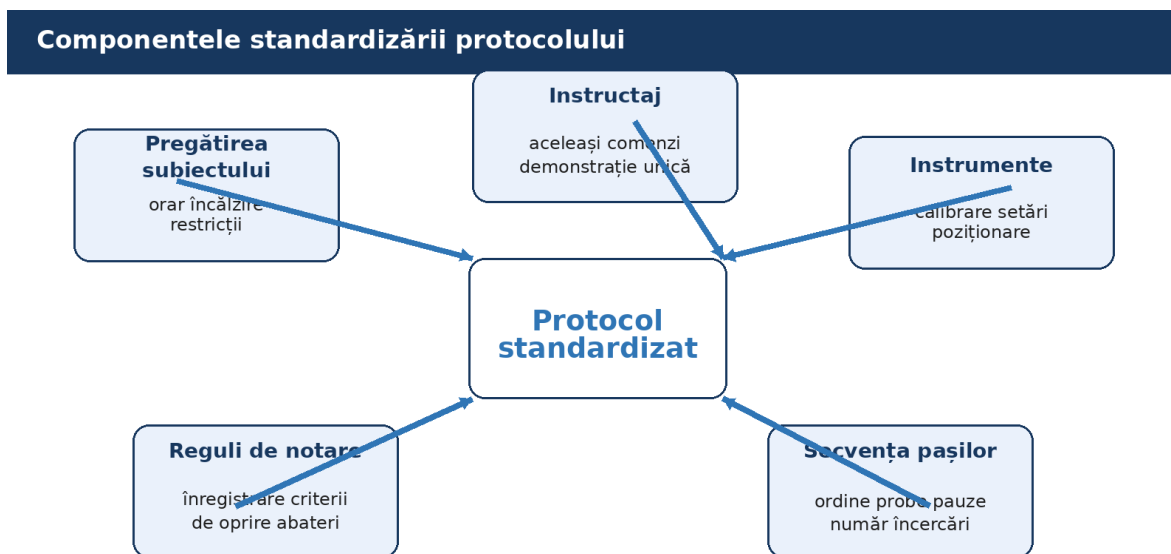 Componentele standardizării protocolului
Instructaj
aceleași comenzi
demonstrație unică
Pregătirea
subiectului
orar încălzire
restricții
Instrumente
calibrare setări
poziționare
Protocol
standardizat
Reguli de notare
înregistrare criterii
de oprire abateri
Secvența pașilor
ordine probe pauze
număr încercări